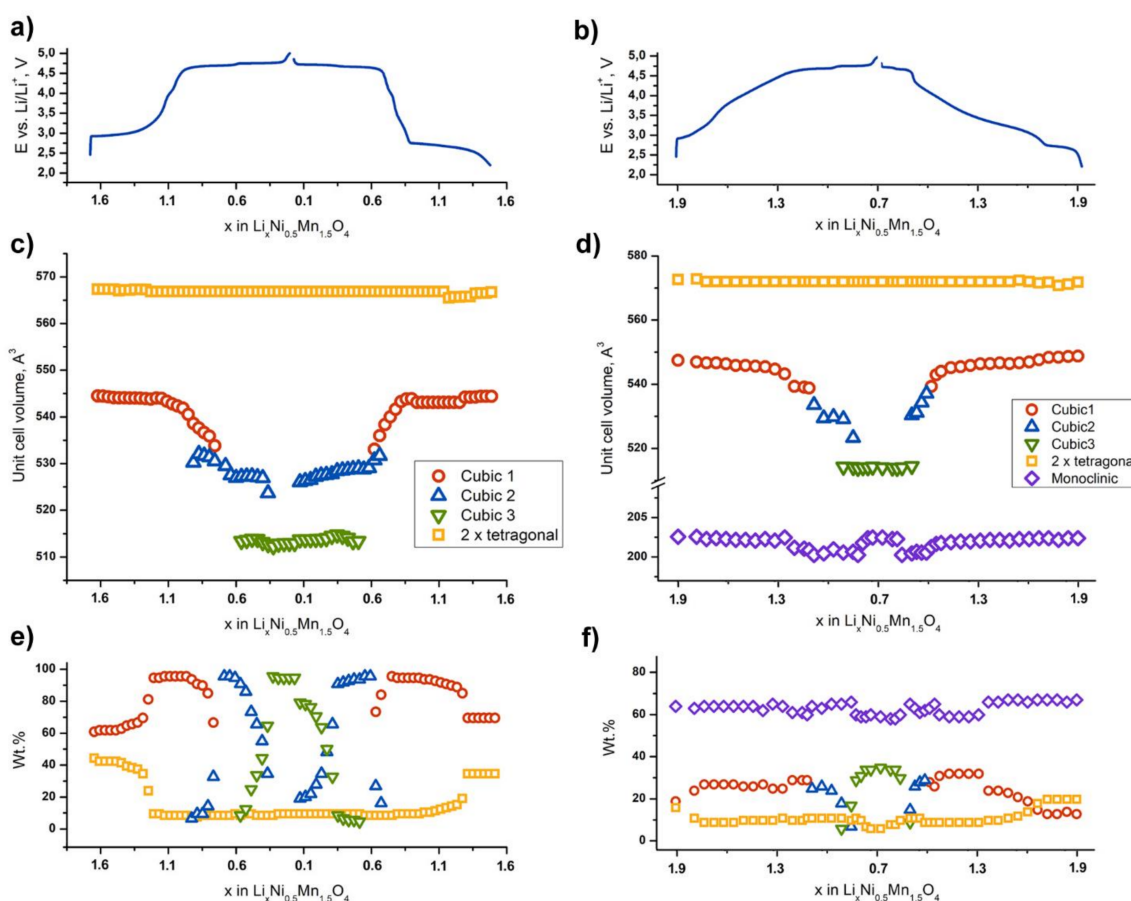 a)
5,0
4,5
4,0
3,5
3,0
2,5
2,0
E vs. Li/Li⁺, V
1.6 1.1 0.6 0.1 0.6 1.1 1.6
x in LiₓNi₀.₅Mn₁.₅O₄
b)
5,0
4,5
4,0
3,5
3,0
2,5
2,0
E vs. Li/Li⁺, V
1.9 1.3 0.7 1.3 1.9
x in LiₓNi₀.₅Mn₁.₅O₄
c)
570
560
550
540
530
520
510
Unit cell volume, A³
Cubic 1
Cubic 2
Cubic 3
2 x tetragonal
1.6 1.1 0.6 0.1 0.6 1.1 1.6
x in LiₓNi₀.₅Mn₁.₅O₄
d)
580
560
540
520
205
200
Unit cell volume, A³
Cubic1
Cubic2
Cubic3
2 x tetragonal
Monoclinic
1.9 1.3 0.7 1.3 1.9
x in LiₓNi₀.₅Mn₁.₅O₄
e)
100
80
60
40
20
0
Wt.%
1.6 1.1 0.6 0.1 0.6 1.1 1.6
x in LiₓNi₀.₅Mn₁.₅O₄
f)
80
60
40
20
0
Wt.%
1.9 1.3 0.7 1.3 1.9
x in LiₓNi₀.₅Mn₁.₅O₄